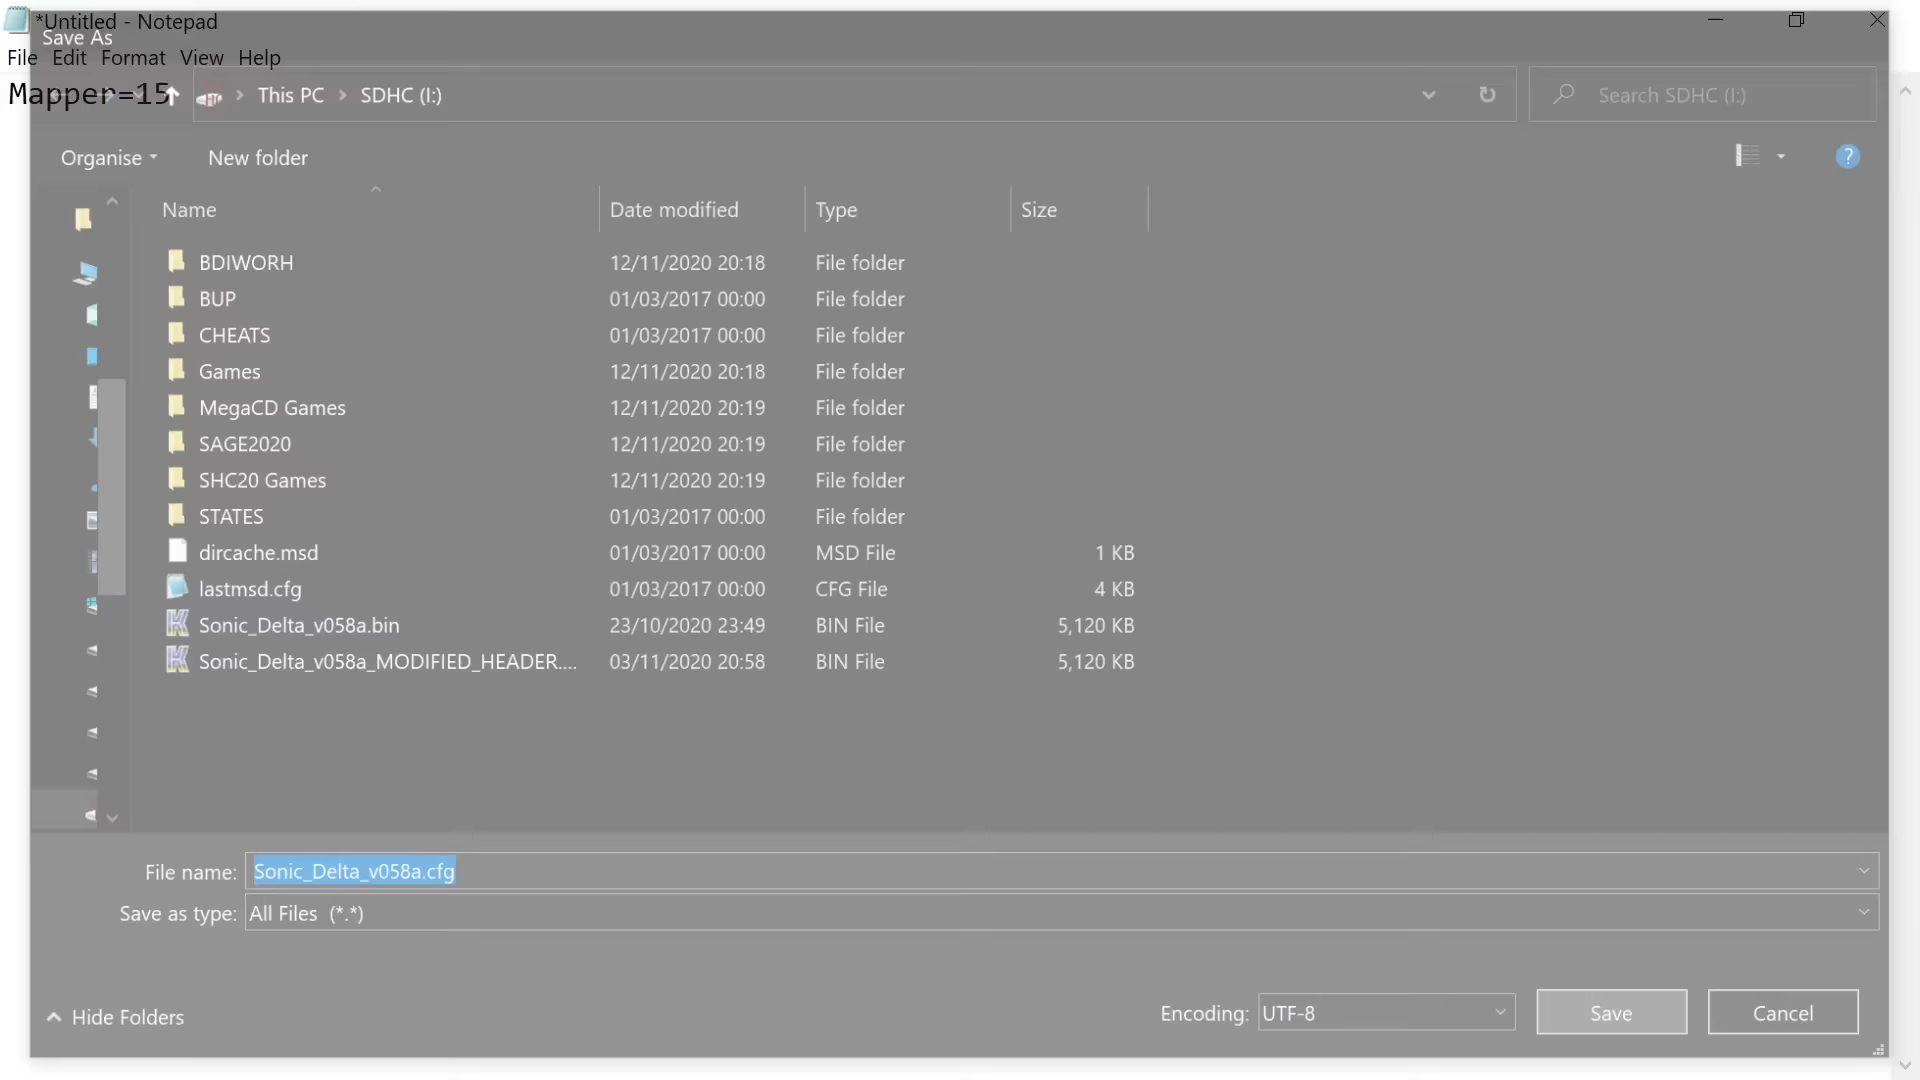 *Untitled - Notepad
Save As
File Edit Format View Help
Mapper=15
This PC > SDHC (I:)
Search SDHC (I:)
Organise New folder
Name Date modified Type Size
BDIWORH 12/11/2020 20:18 File folder
BUP 01/03/2017 00:00 File folder
CHEATS 01/03/2017 00:00 File folder
Games 12/11/2020 20:18 File folder
MegaCD Games 12/11/2020 20:19 File folder
SAGE2020 12/11/2020 20:19 File folder
SHC20 Games 12/11/2020 20:19 File folder
STATES 01/03/2017 00:00 File folder
dircache.msd 01/03/2017 00:00 MSD File 1 KB
lastmsd.cfg 01/03/2017 00:00 CFG File 4 KB
Sonic_Delta_v058a.bin 23/10/2020 23:49 BIN File 5,120 KB
Sonic_Delta_v058a_MODIFIED_HEADER.... 03/11/2020 20:58 BIN File 5,120 KB
File name: Sonic_Delta_v058a.cfg
Save as type: All Files (*.*)
Hide Folders
Encoding: UTF-8 Save Cancel